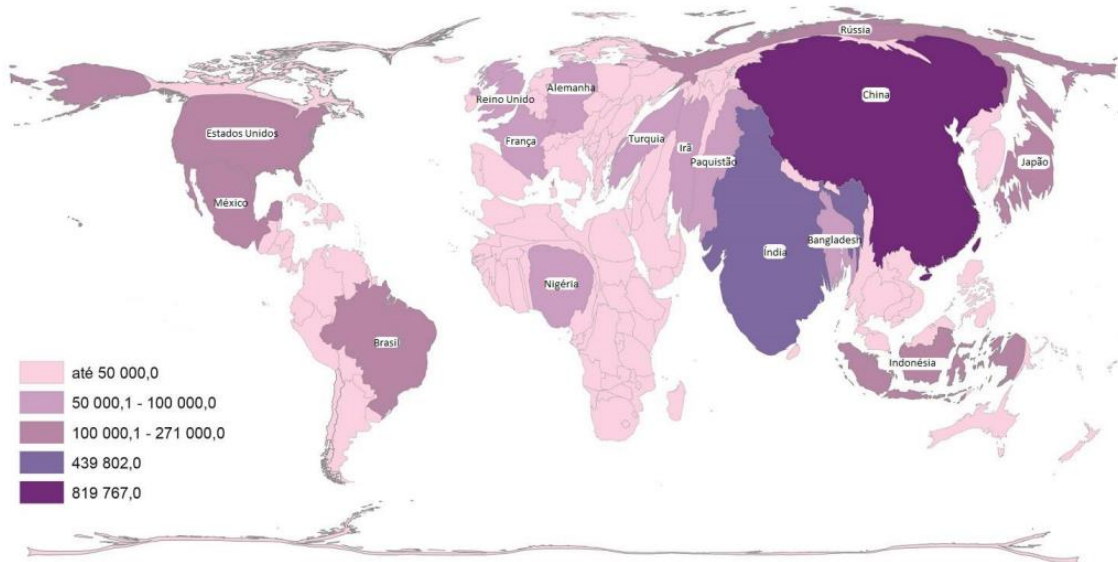 Rússia
China
Alemanha
Reino Unido
Estados Unidos
França
Turquia
Irã
Paquistão
Japão
México
Bangladesh
Índia
Nigéria
Brasil
Indonésia
até 50 000,0
50 000,1 - 100 000,0
100 000,1 - 271 000,0
439 802,0
819 767,0